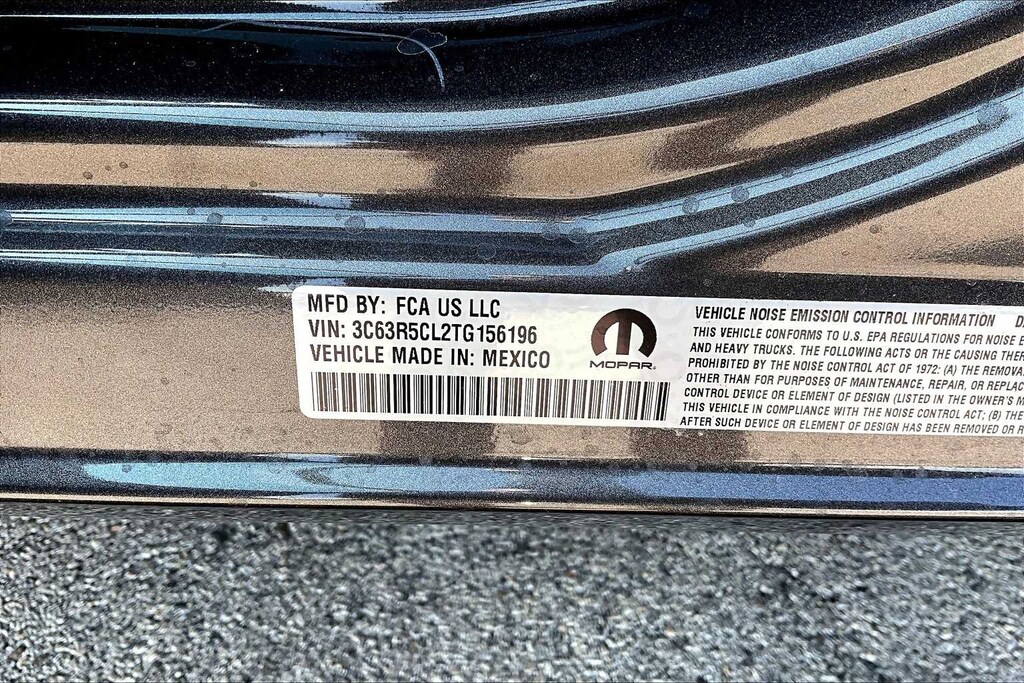 MFD BY: FCA US LLC
VIN: 3C63R5CL2TG156196
VEHICLE MADE IN: MEXICO
MOPAR
VEHICLE NOISE EMISSION CONTROL INFORMATION
THIS VEHICLE CONFORMS TO U.S. EPA REGULATIONS FOR NOISE
AND HEAVY TRUCKS. THE FOLLOWING ACTS OR THE CAUSING
PROHIBITED BY THE NOISE CONTROL ACT OF 1972: (A) THE
OTHER THAN FOR PURPOSES OF MAINTENANCE, REPAIR, OR
CONTROL DEVICE OR ELEMENT OF DESIGN (LISTED IN THE OWNER'S
THIS VEHICLE IN COMPLIANCE WITH THE NOISE CONTROL ACT; (B) THE
AFTER SUCH DEVICE OR ELEMENT OF DESIGN HAS BEEN REMOVED OR